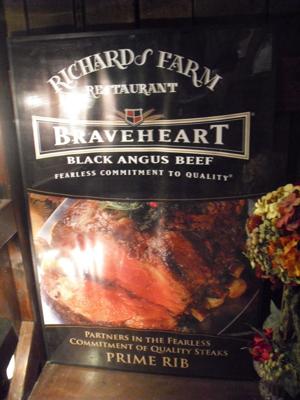 RICHARDS FARM
RESTAURANT
BRAVEHEART
BLACK ANGUS BEEF
FEARLESS COMMITMENT TO QUALITY®
PARTNERS IN THE FEARLESS
COMMITMENT OF QUALITY STEAKS
PRIME RIB